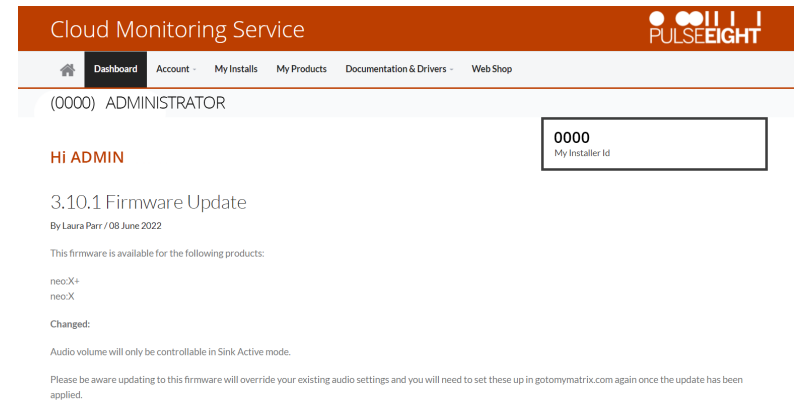 Cloud Monitoring Service
PULSEEIGHT
Dashboard Account My Installs My Products Documentation & Drivers Web Shop
(0000) ADMINISTRATOR
0000
My Installer Id
Hi ADMIN
3.10.1 Firmware Update
By Laura Parr / 08 June 2022
This firmware is available for the following products:
neo:X+
neo:X
Changed:
Audio volume will only be controllable in Sink Active mode.
Please be aware updating to this firmware will override your existing audio settings and you will need to set these up in gotomymatrix.com again once the update has been
applied.